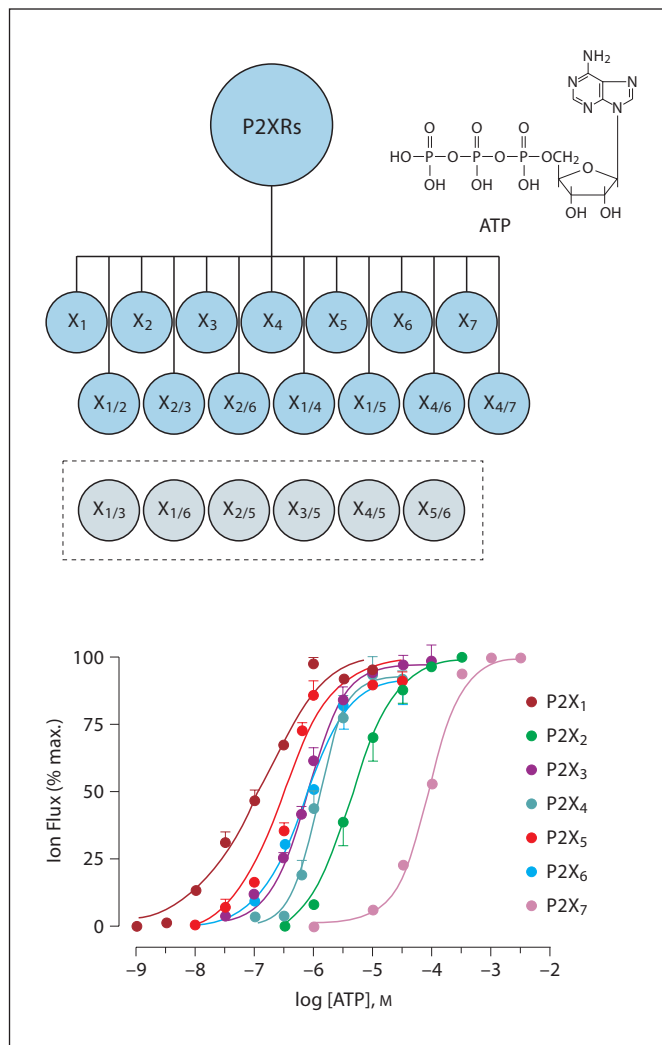 P2XRs
NH₂
N
N
N
N
O
O
O
HO—P—O—P—O—P—OCH₂
O
OH
OH
OH
OH OH
ATP
X₁ X₂ X₃ X₄ X₅ X₆ X₇
X₁/₂ X₂/₃ X₂/₆ X₁/₄ X₁/₅ X₄/₆ X₄/₇
X₁/₃ X₁/₆ X₂/₅ X₃/₅ X₄/₅ X₅/₆
Ion Flux (% max.)
100
75
50
25
0
−9 −8 −7 −6 −5 −4 −3 −2
log [ATP], M
P2X₁
P2X₂
P2X₃
P2X₄
P2X₅
P2X₆
P2X₇